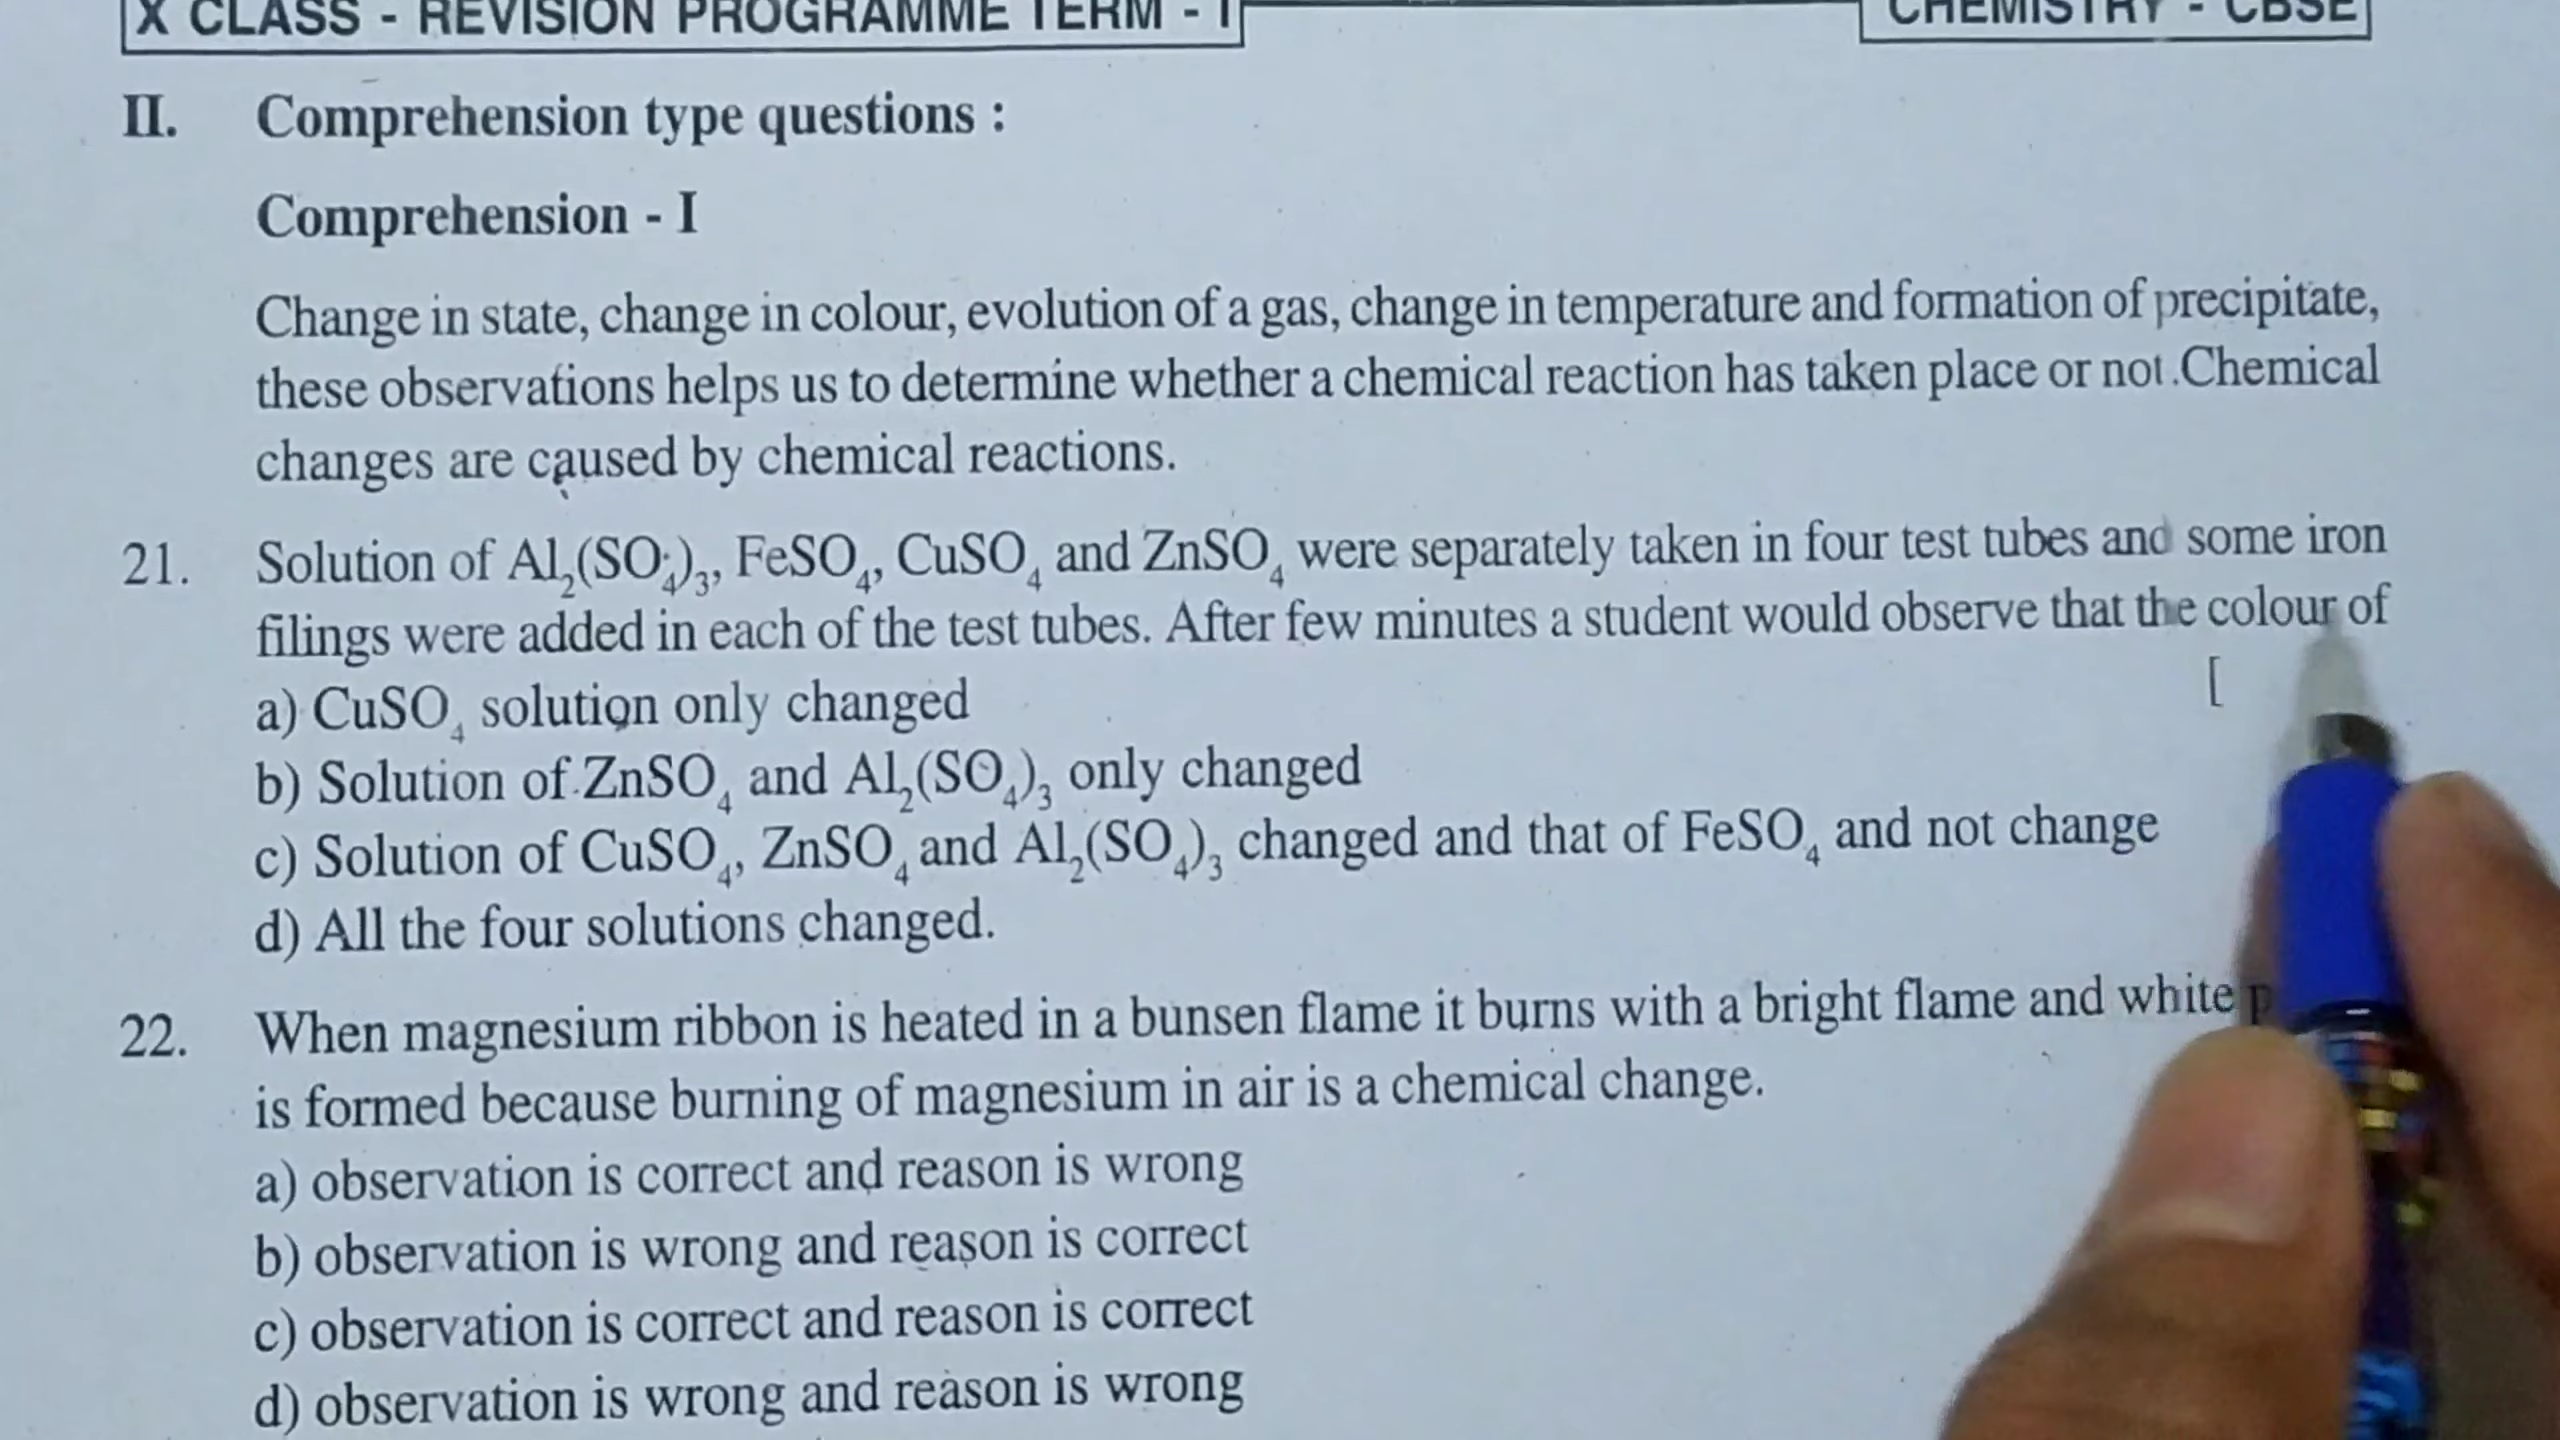 X CLASS - REVISION PROGRAMME TERM - I
CHEMISTRY - CBSE
II. Comprehension type questions :
Comprehension - I
Change in state, change in colour, evolution of a gas, change in temperature and formation of precipitate,
these observations helps us to determine whether a chemical reaction has taken place or not .Chemical
changes are caused by chemical reactions.
21. Solution of Al₂(SO₄)₃, FeSO₄, CuSO₄ and ZnSO₄ were separately taken in four test tubes and some iron
filings were added in each of the test tubes. After few minutes a student would observe that the colour of
[
a) CuSO₄ solution only changed
b) Solution of ZnSO₄ and Al₂(SO₄)₃ only changed
c) Solution of CuSO₄, ZnSO₄ and Al₂(SO₄)₃ changed and that of FeSO₄ and not change
d) All the four solutions changed.
22. When magnesium ribbon is heated in a bunsen flame it burns with a bright flame and white
is formed because burning of magnesium in air is a chemical change.
a) observation is correct and reason is wrong
b) observation is wrong and reason is correct
c) observation is correct and reason is correct
d) observation is wrong and reason is wrong